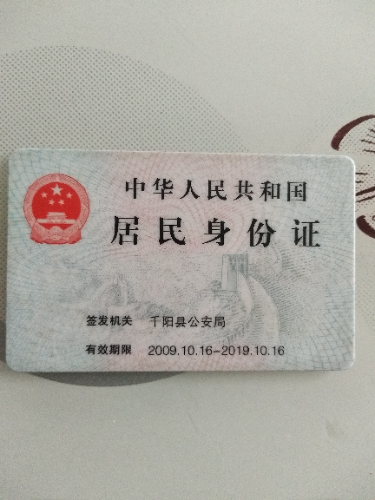 中华人民共和国
居民身份证
签发机关 千阳县公安局
有效期限 2009.10.16-2019.10.16